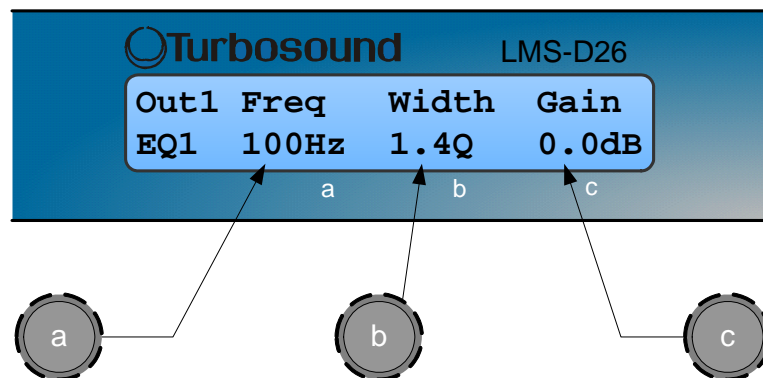 Turbosound LMS-D26
Out1 Freq Width Gain
EQ1 100Hz 1.4Q 0.0dB
a b c
a b c